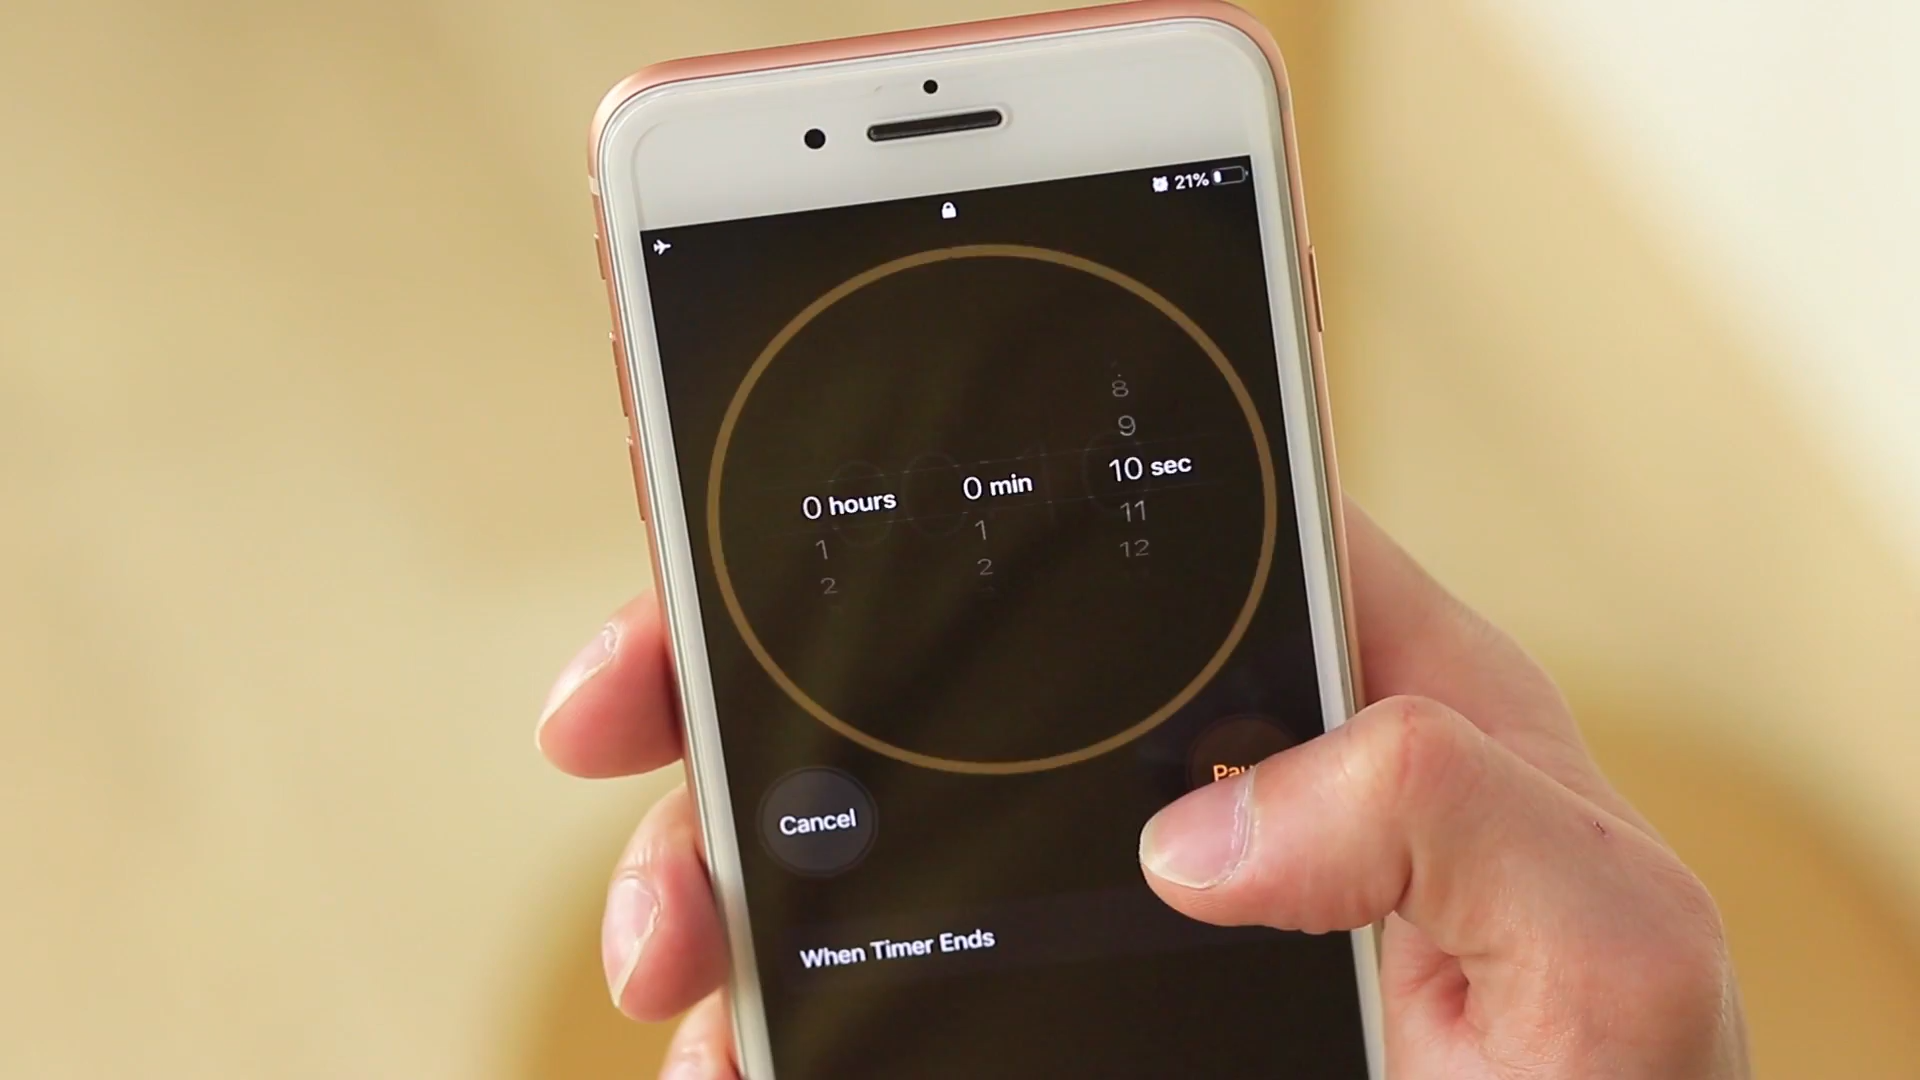 21%
8
9
0 hours 0 min 10 sec
1 1 11
2 2 12
Cancel
When Timer Ends